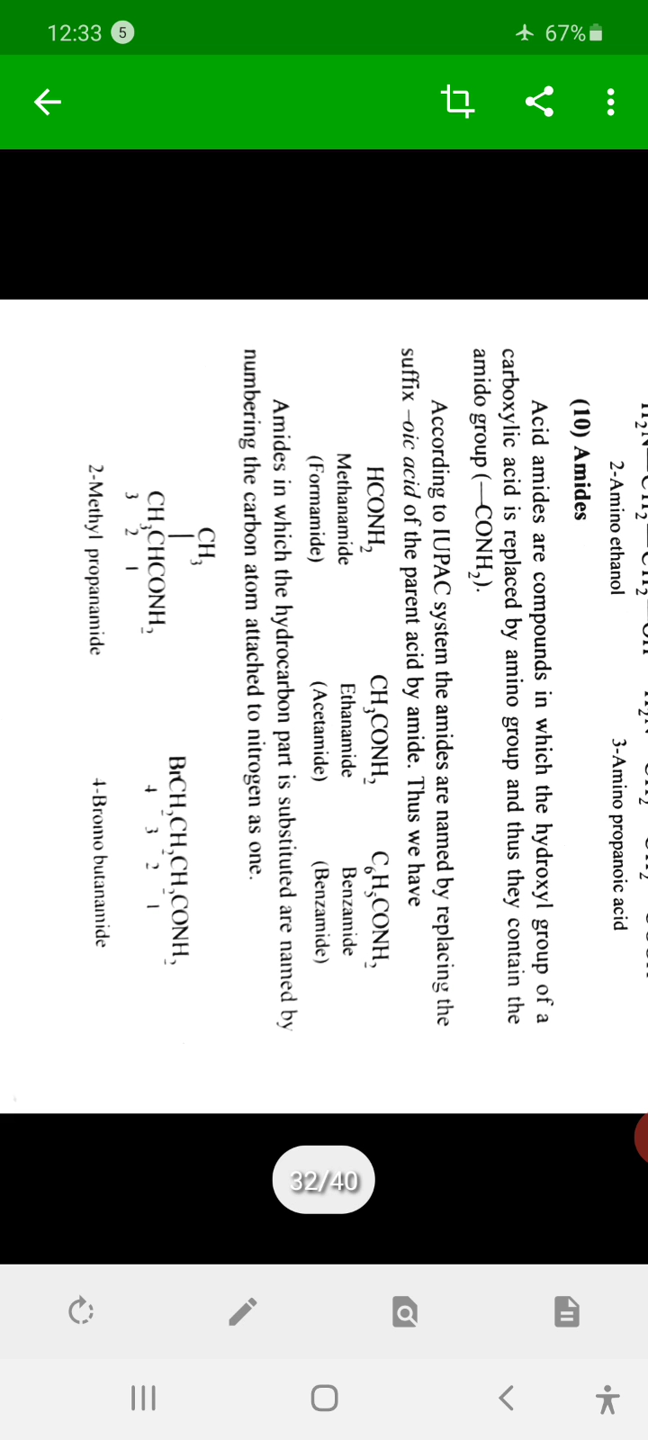 12:33 5 67%
2-Amino ethanol 3-Amino propanoic acid
(10) Amides
Acid amides are compounds in which the hydroxyl group of a
carboxylic acid is replaced by amino group and thus they contain the
amido group (—CONH₂).
According to IUPAC system the amides are named by replacing the
suffix –oic acid of the parent acid by amide. Thus we have
HCONH₂ CH₃CONH₂ C₆H₅CONH₂
Methanamide Ethanamide Benzamide
(Formamide) (Acetamide) (Benzamide)
Amides in which the hydrocarbon part is substituted are named by
numbering the carbon atom attached to nitrogen as one.
CH₃
|
CH₃CHCONH₂ BrCH₂CH₂CH₂CONH₂
3 2 1 4 3 2 1
2-Methyl propanamide 4-Bromo butanamide
32/40